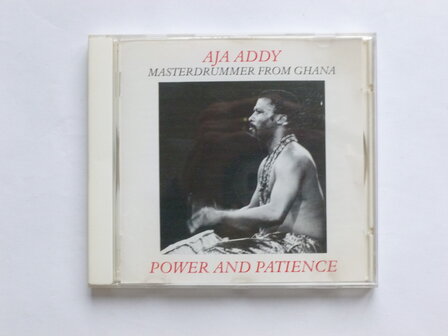 AJA ADDY
MASTERDRUMMER FROM GHANA
POWER AND PATIENCE